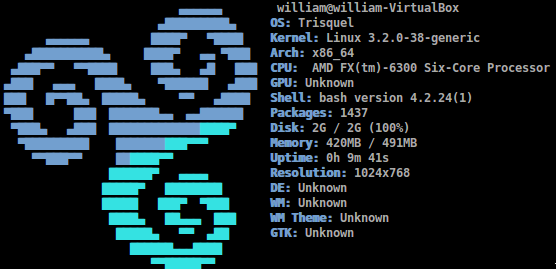 william@william-VirtualBox
OS: Trisquel
Kernel: Linux 3.2.0-38-generic
Arch: x86_64
CPU:  AMD FX(tm)-6300 Six-Core Processor
GPU: Unknown
Shell: bash version 4.2.24(1)
Packages: 1437
Disk: 2G / 2G (100%)
Memory: 420MB / 491MB
Uptime: 0h 9m 41s
Resolution: 1024x768
DE: Unknown
WM: Unknown
WM Theme: Unknown
GTK: Unknown